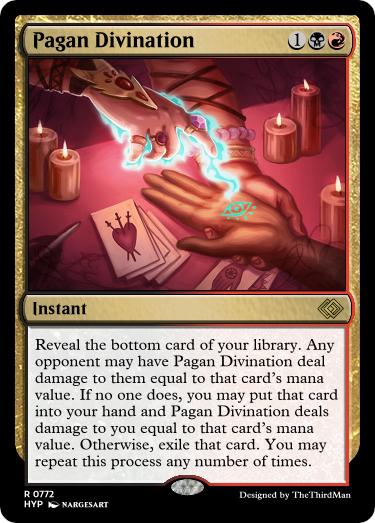 Pagan Divination 1
Instant
Reveal the bottom card of your library. Any
opponent may have Pagan Divination deal
damage to them equal to that card's mana
value. If no one does, you may put that card
into your hand and Pagan Divination deals
damage to you equal to that card's mana
value. Otherwise, exile that card. You may
repeat this process any number of times.
R 0772
HYP NARGESART
Designed by TheThirdMan